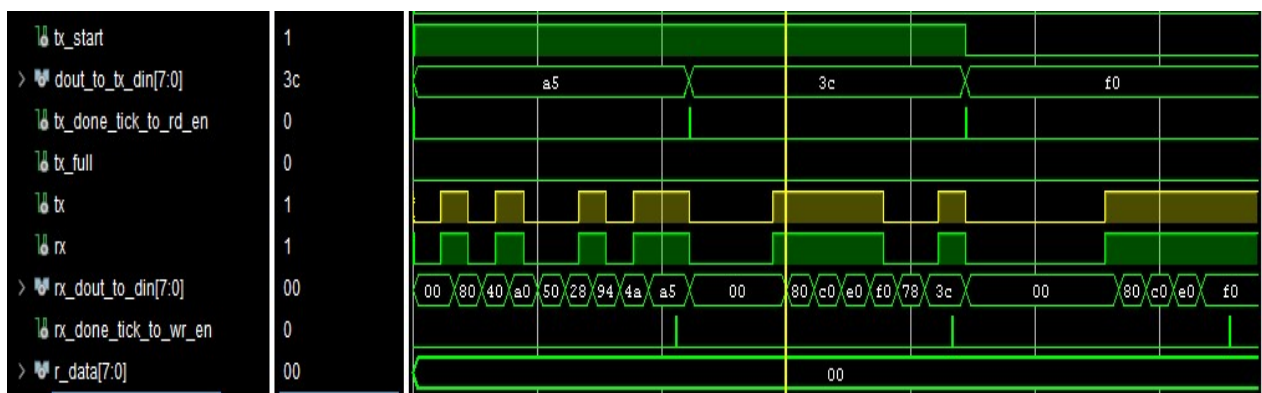 tx_start 1
dout_to_tx_din[7:0] 3c a5 3c f0
tx_done_tick_to_rd_en 0
tx_full 0
tx 1
rx 1
rx_dout_to_din[7:0] 00 00 80 40 a0 50 28 94 4a a5 00 80 c0 e0 f0 78 3c 00 80 c0 e0 f0
rx_done_tick_to_wr_en 0
r_data[7:0] 00 00